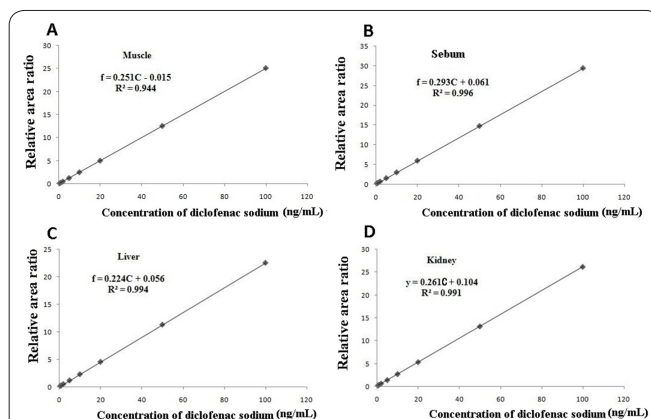 A
Muscle
f = 0.251C - 0.015
R² = 0.944
Relative area ratio
30
25
20
15
10
5
0
0 20 40 60 80 100 120
Concentration of diclofenac sodium (ng/mL)
B
Sebum
f = 0.293C + 0.061
R² = 0.996
Relative area ratio
35
30
25
20
15
10
5
0
0 20 40 60 80 100 120
Concentration of diclofenac sodium (ng/mL)
C
Liver
f = 0.224C + 0.056
R² = 0.994
Relative area ratio
25
20
15
10
5
0
0 20 40 60 80 100 120
Concentration of diclofenac sodium (ng/mL)
D
Kidney
y = 0.261C + 0.104
R² = 0.991
Relative area ratio
30
25
20
15
10
5
0
0 20 40 60 80 100 120
Concentration of diclofenac sodium (ng/mL)